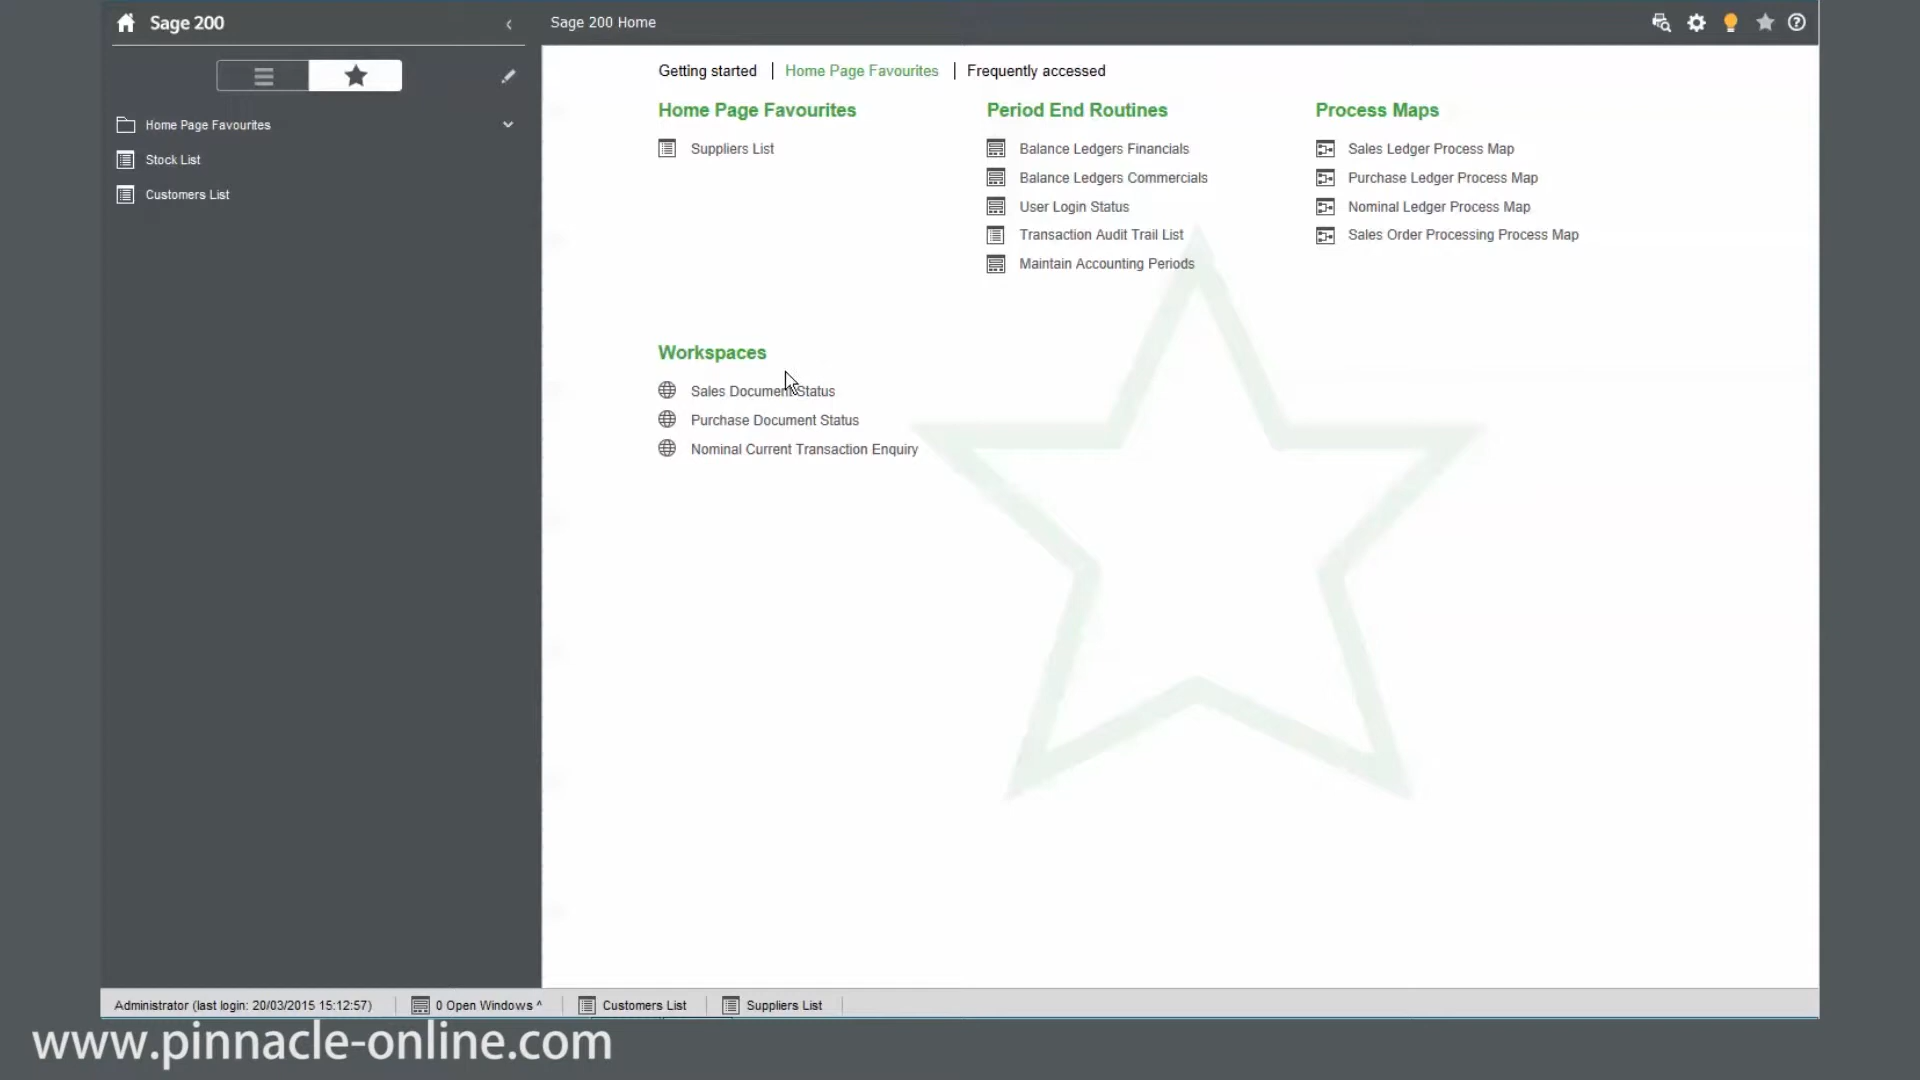 Sage 200
Sage 200 Home
Home Page Favourites
Stock List
Customers List
Getting started | Home Page Favourites | Frequently accessed
Home Page Favourites
Suppliers List
Period End Routines
Balance Ledgers Financials
Balance Ledgers Commercials
User Login Status
Transaction Audit Trail List
Maintain Accounting Periods
Process Maps
Sales Ledger Process Map
Purchase Ledger Process Map
Nominal Ledger Process Map
Sales Order Processing Process Map
Workspaces
Sales Document Status
Purchase Document Status
Nominal Current Transaction Enquiry
Administrator (last login: 20/03/2015 15:12:57) 0 Open Windows ^ Customers List Suppliers List
www.pinnacle-online.com